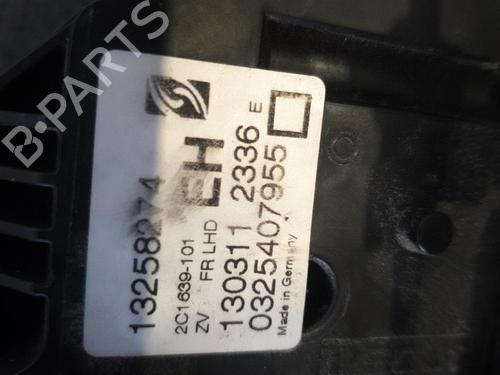 B-PARTS
13258274 EH
2C1639-101
ZV FR LHD
130311 2336 E
0325407955
Made in Germany